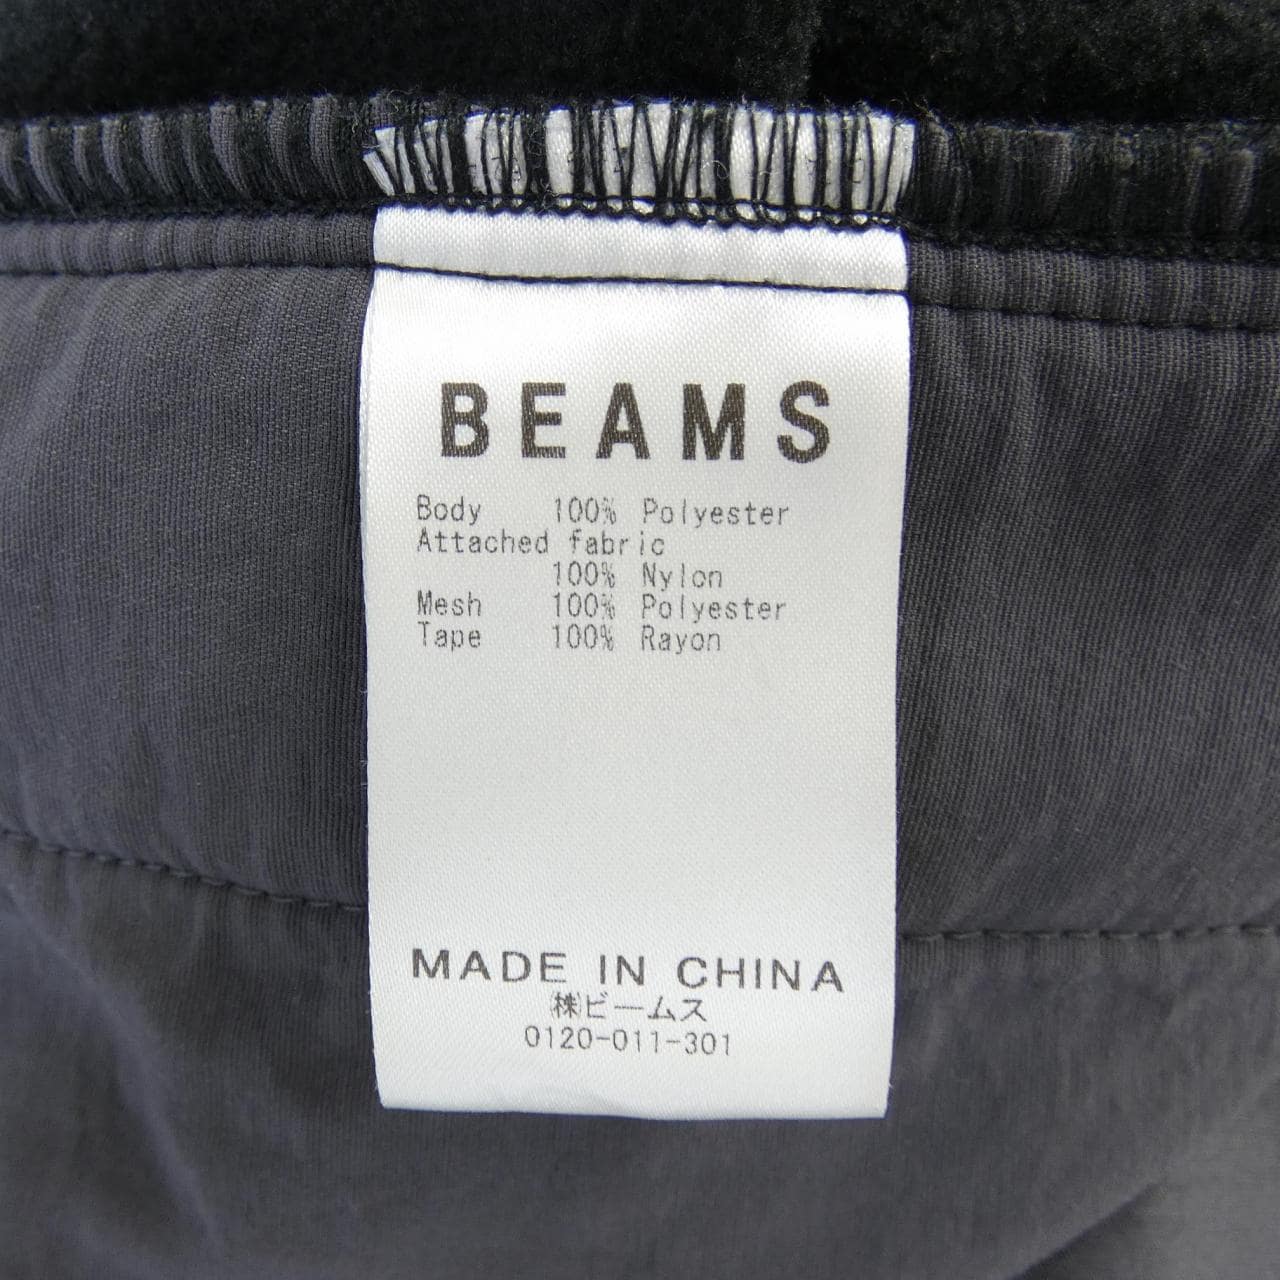 BEAMS
Body 100% Polyester
Attached fabric
100% Nylon
Mesh 100% Polyester
Tape 100% Rayon
MADE IN CHINA
㈱ビームス
0120-011-301